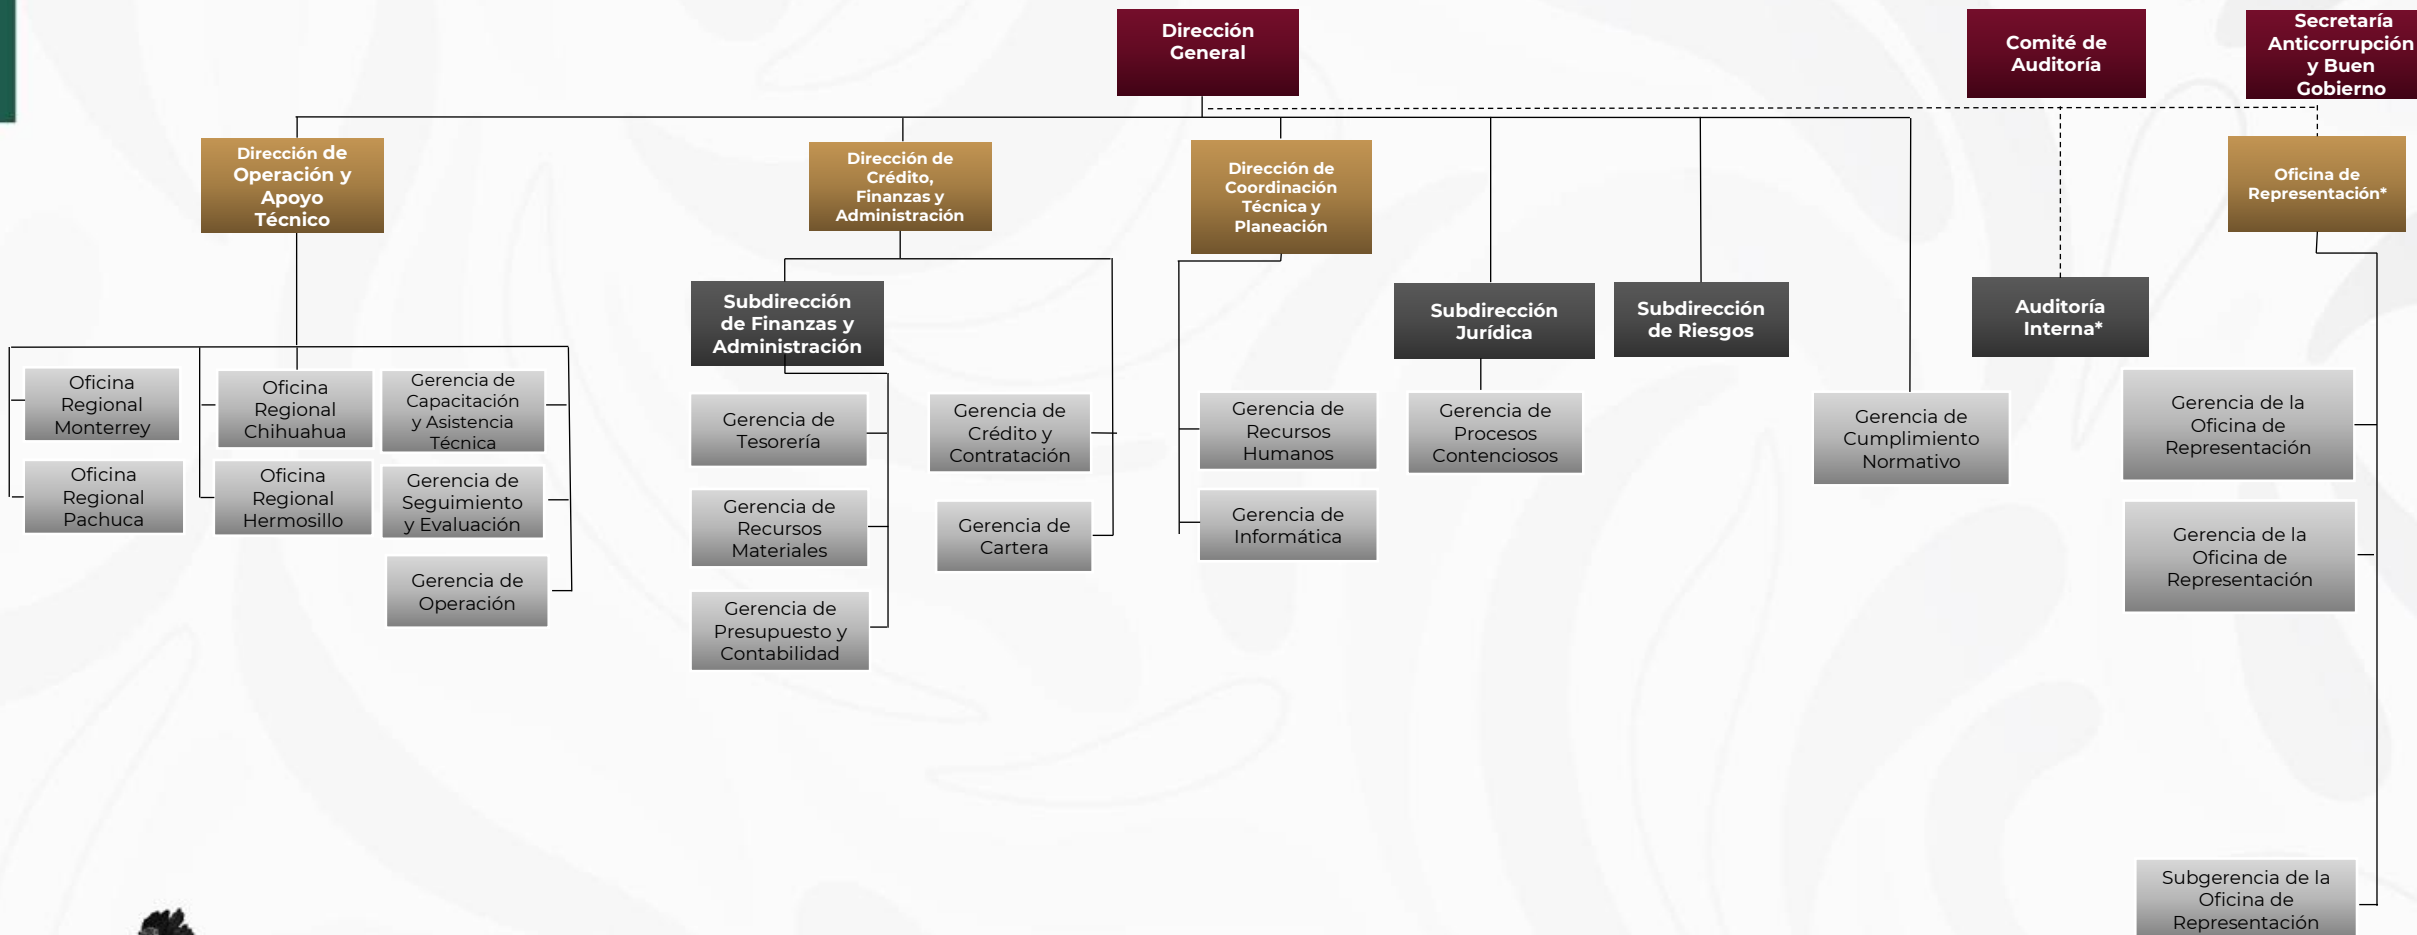 Dirección
General
Comité de
Auditoría
Secretaría
Anticorrupción
y Buen
Gobierno
Dirección de
Operación y
Apoyo
Técnico
Dirección de
Crédito,
Finanzas y
Administración
Dirección de
Coordinación
Técnica y
Planeación
Oficina de
Representación*
Subdirección
de Finanzas y
Administración
Subdirección
Jurídica
Subdirección
de Riesgos
Auditoría
Interna*
Oficina
Regional
Monterrey
Oficina
Regional
Chihuahua
Gerencia de
Capacitación
y Asistencia
Técnica
Gerencia de
Tesorería
Gerencia de
Crédito y
Contratación
Gerencia de
Recursos
Humanos
Gerencia de
Procesos
Contenciosos
Gerencia de
Cumplimiento
Normativo
Gerencia de la
Oficina de
Representación
Oficina
Regional
Pachuca
Oficina
Regional
Hermosillo
Gerencia de
Seguimiento
y Evaluación
Gerencia de
Recursos
Materiales
Gerencia de
Cartera
Gerencia de
Informática
Gerencia de la
Oficina de
Representación
Gerencia de
Operación
Gerencia de
Presupuesto y
Contabilidad
Subgerencia de la
Oficina de
Representación